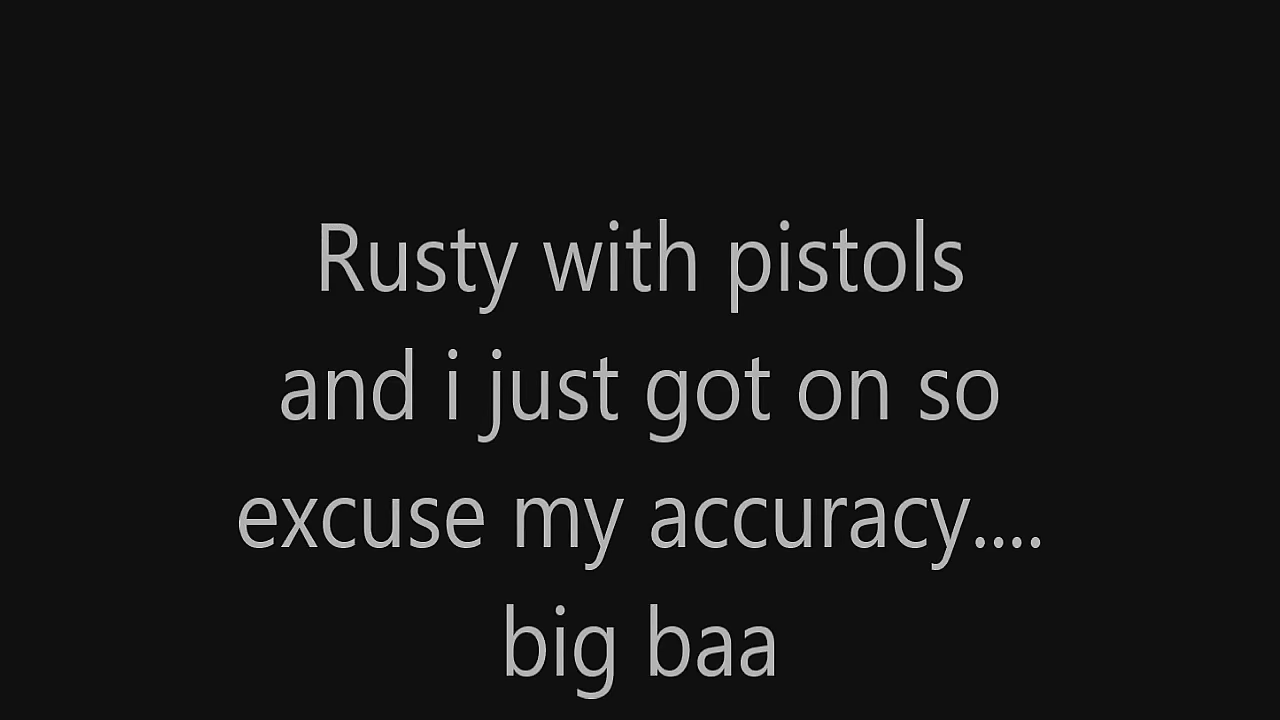 Rusty with pistols
and i just got on so
excuse my accuracy....
big baa